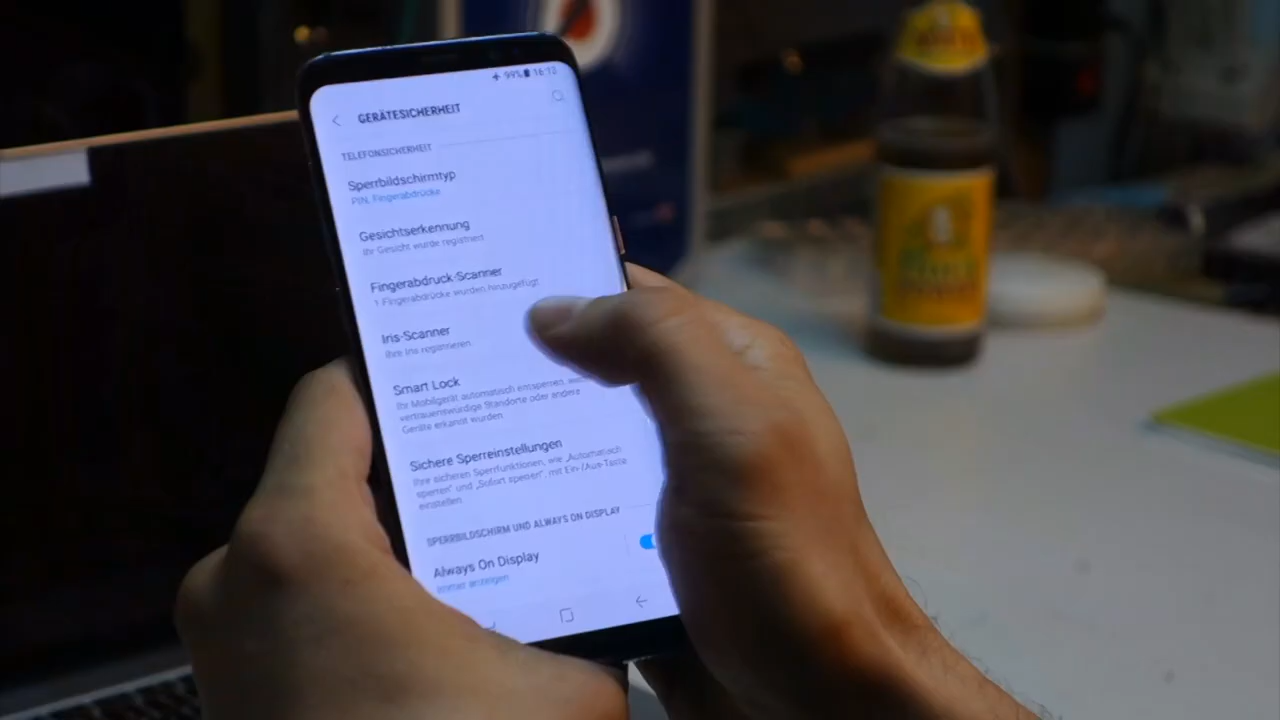 99% 16:12
GERÄTESICHERHEIT
TELEFONSICHERHEIT
Sperrbildschirmtyp
PIN, Fingerabdrücke
Gesichtserkennung
Ihr Gesicht wurde registriert.
Fingerabdruck-Scanner
1 Fingerabdrücke wurden hinzugefügt.
Iris-Scanner
Ihre Iris registrieren.
Smart Lock
Ihr Mobilgerät automatisch entsperren,
vertrauenswürdige Standorte oder andere
Geräte erkannt wurden.
Sichere Sperreinstellungen
Ihre sicheren Sperrfunktionen, wie „Automatisch
sperren“ und „Sofort sperren“, mit Ein-/Aus-Taste
einstellen.
SPERRBILDSCHIRM UND ALWAYS ON DISPLAY
Always On Display
Immer anzeigen